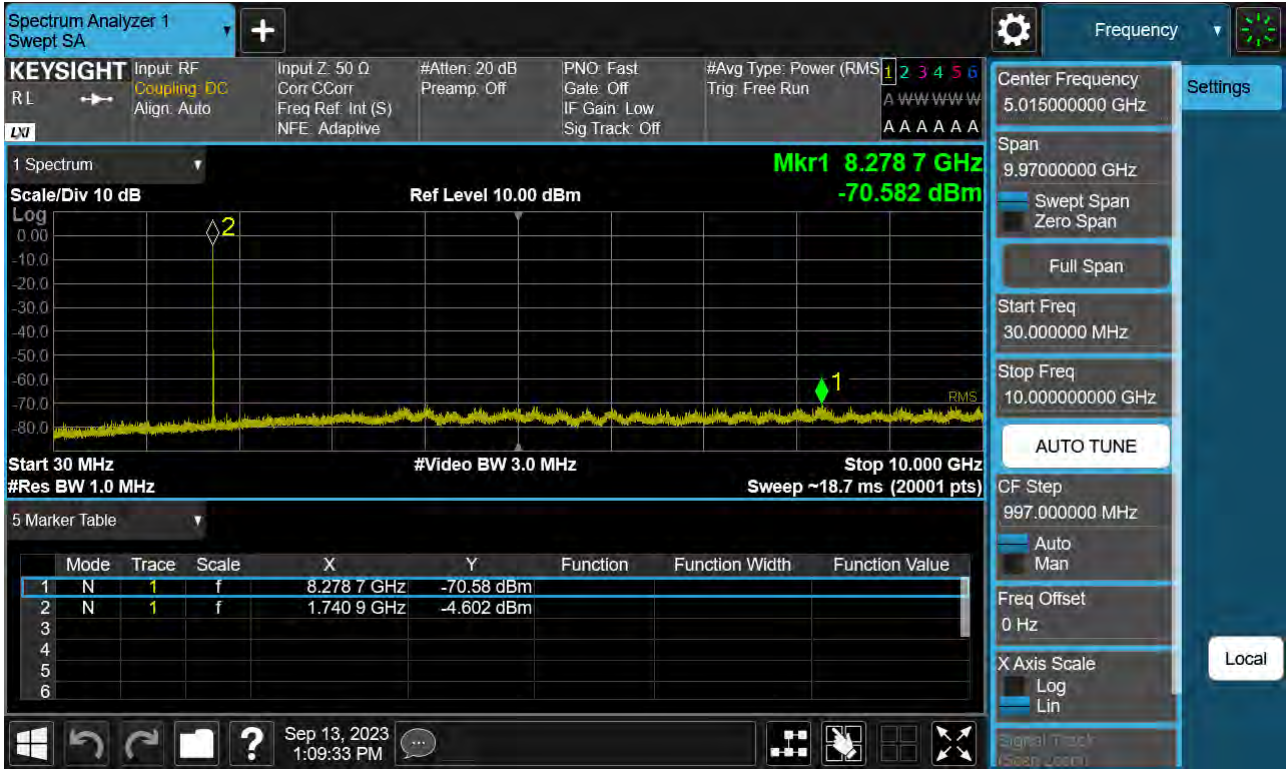 Spectrum Analyzer 1
Swept SA
+
Frequency
KEYSIGHT
RL
LXI
Input: RF
Coupling: DC
Align: Auto
Input Z: 50 Ω
Corr CCorr
Freq Ref: Int (S)
NFE: Adaptive
#Atten: 20 dB
Preamp: Off
PNO: Fast
Gate: Off
IF Gain: Low
Sig Track: Off
#Avg Type: Power (RMS
Trig: Free Run
1 2 3 4 5 6
A W W W W W
A A A A A A
1 Spectrum
Scale/Div 10 dB
Ref Level 10.00 dBm
Mkr1 8.278 7 GHz
-70.582 dBm
Log
0.00
-10.0
-20.0
-30.0
-40.0
-50.0
-60.0
-70.0
-80.0
2
1
RMS
Start 30 MHz
#Video BW 3.0 MHz
Stop 10.000 GHz
#Res BW 1.0 MHz
Sweep ~18.7 ms (20001 pts)
5 Marker Table
Mode Trace Scale X Y Function Function Width Function Value
1 N 1 f 8.278 7 GHz -70.58 dBm
2 N 1 f 1.740 9 GHz -4.602 dBm
3
4
5
6
Center Frequency
5.015000000 GHz
Span
9.97000000 GHz
Swept Span
Zero Span
Full Span
Start Freq
30.000000 MHz
Stop Freq
10.000000000 GHz
AUTO TUNE
CF Step
997.000000 MHz
Auto
Man
Freq Offset
0 Hz
X Axis Scale
Log
Lin
Signal Track
(Span Zoom)
Settings
Local
?
Sep 13, 2023
1:09:33 PM